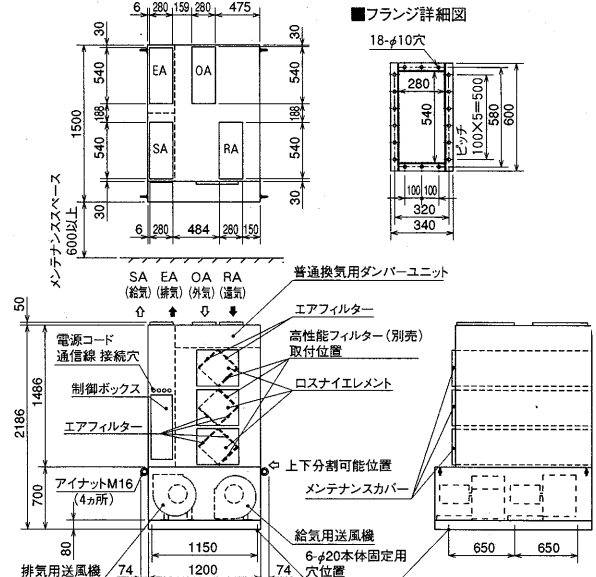 6 280 159 280 475
■フランジ詳細図
18-φ10穴
30
540
188
540
30
1500
EA
OA
SA
RA
30
540
188
540
30
6 280 484 280 150
メンテナンススペース
600以上
280
540
ピッチ
100×5=500
580
600
100 100
320
340
SA
(給気)
EA
(排気)
OA
(外気)
RA
(還気)
普通換気用ダンパーユニット
エアフィルター
高性能フィルター(別売)
取付位置
ロスナイエレメント
電源コード
通信線 接続穴
制御ボックス
エアフィルター
50
1486
2186
700
80
アイナットM16
(4ヵ所)
上下分割可能位置
メンテナンスカバー
給気用送風機
排気用送風機
6-φ20本体固定用
穴位置
1150
74 1200 74
650 650